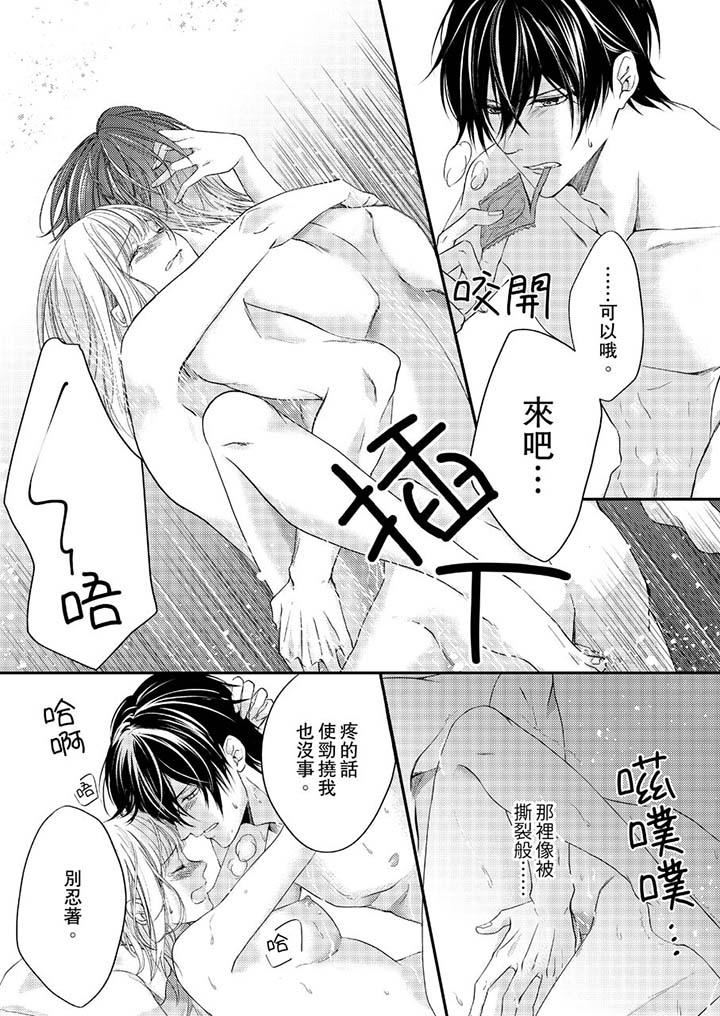 咬開
……可以哦。
來吧…
插下
唔
那裡像被
撕裂般……
噗噗…
疼的話
使勁撓我
也沒事。
哈啊
唔
別忍著。
哈